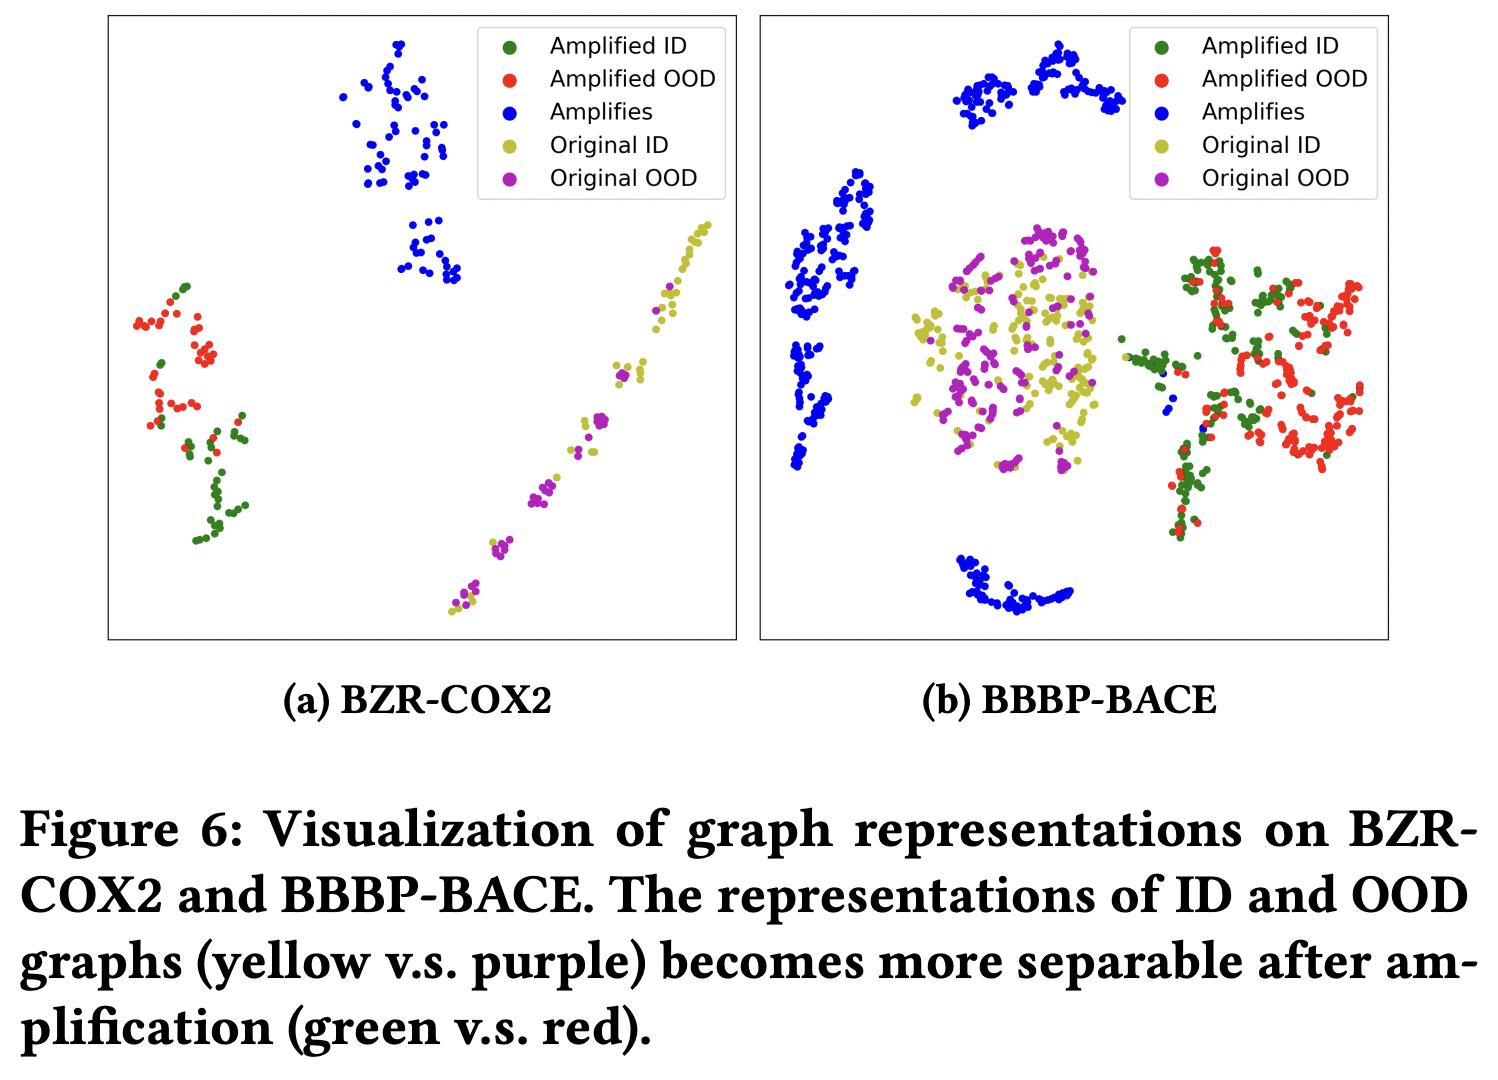 Amplified ID
Amplified OOD
Amplifies
Original ID
Original OOD
Amplified ID
Amplified OOD
Amplifies
Original ID
Original OOD
(a) BZR-COX2
(b) BBBP-BACE
Figure 6: Visualization of graph representations on BZR-
COX2 and BBBP-BACE. The representations of ID and OOD
graphs (yellow v.s. purple) becomes more separable after am-
plification (green v.s. red).